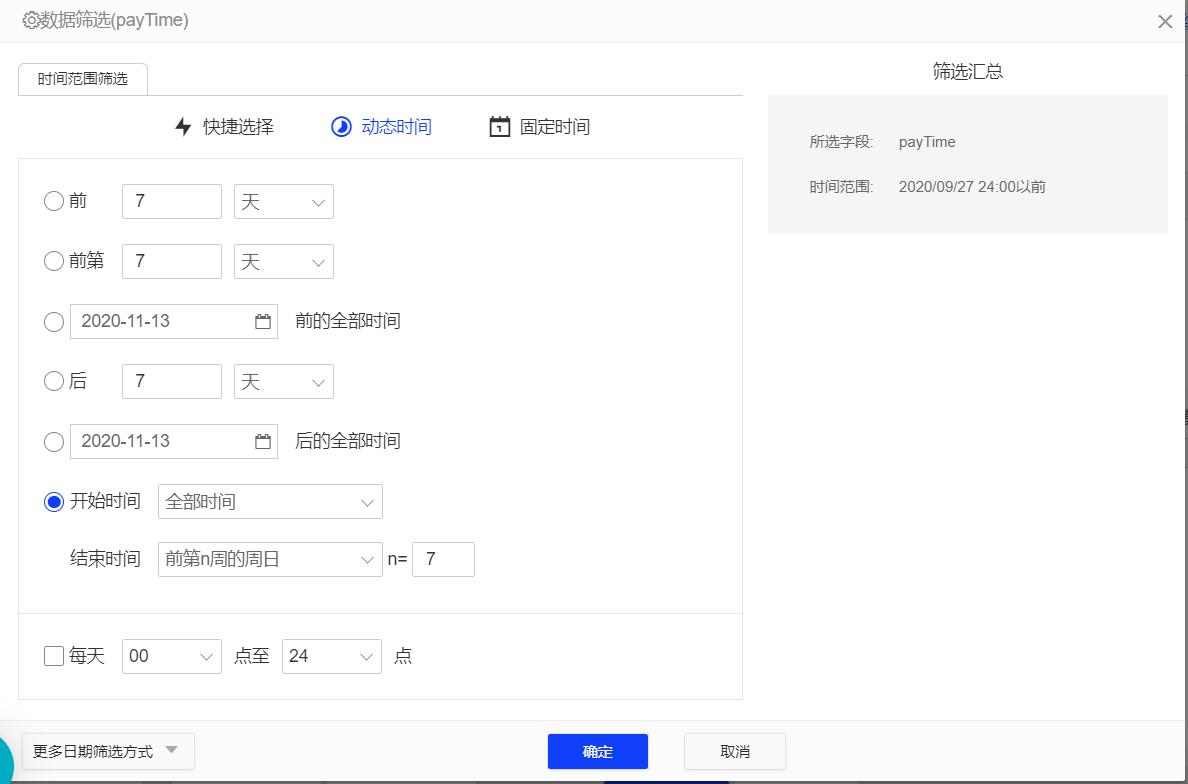 数据筛选(payTime)
时间范围筛选
快捷选择 动态时间 固定时间
前 7 天
前第 7 天
2020-11-13 前的全部时间
后 7 天
2020-11-13 后的全部时间
开始时间 全部时间
结束时间 前第n周的周日 n= 7
每天 00 点至 24 点
筛选汇总
所选字段: payTime
时间范围: 2020/09/27 24:00以前
更多日期筛选方式 确定 取消